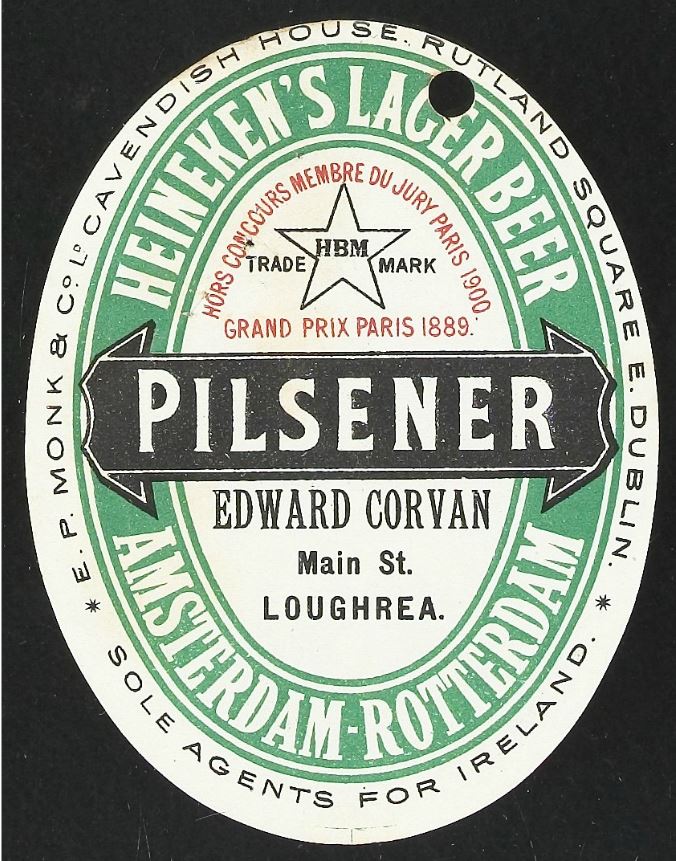 E. P. MONK & Co. LD. CAVENDISH HOUSE. RUTLAND SQUARE E. DUBLIN.
HEINEKEN'S LAGER BEER
HORS CONCOURS MEMBRE DU JURY PARIS 1900.
HBM
TRADE MARK
GRAND PRIX PARIS 1889.
PILSENER
EDWARD CORVAN
Main St.
LOUGHREA.
AMSTERDAM-ROTTERDAM
* SOLE AGENTS FOR IRELAND. *